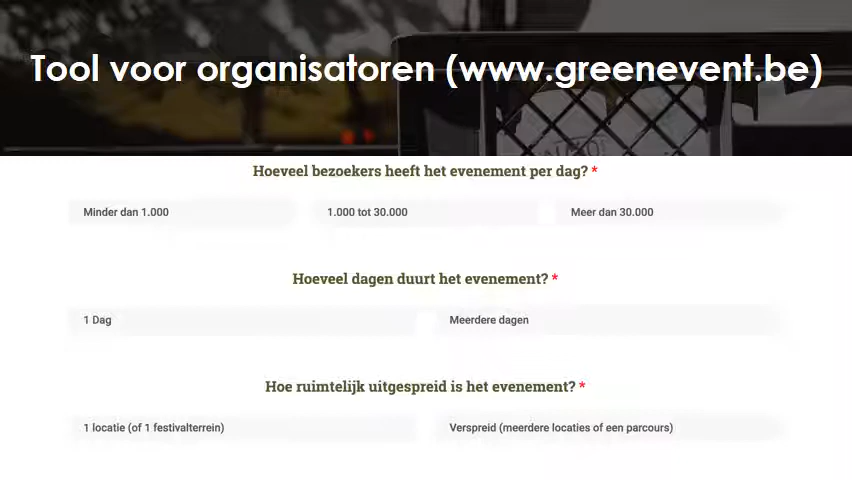 Tool voor organisatoren (www.greenevent.be)
Hoeveel bezoekers heeft het evenement per dag? *
Minder dan 1.000
1.000 tot 30.000
Meer dan 30.000
Hoeveel dagen duurt het evenement? *
1 Dag
Meerdere dagen
Hoe ruimtelijk uitgespreid is het evenement? *
1 locatie (of 1 festivalterrein)
Verspreid (meerdere locaties of een parcours)